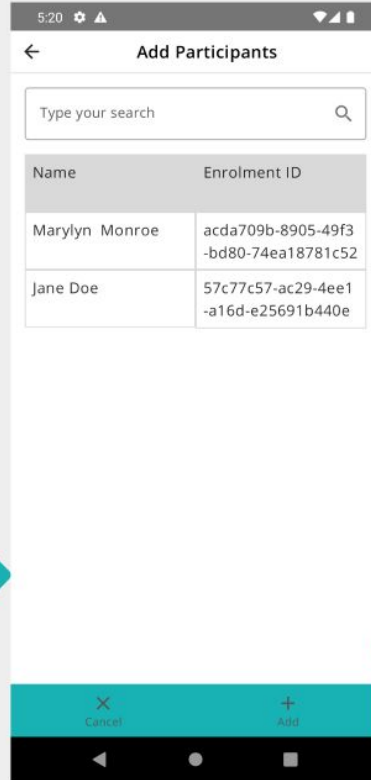 5:20
Add Participants
Type your search
Name Enrolment ID
Marylyn Monroe acda709b-8905-49f3
-bd80-74ea18781c52
Jane Doe 57c77c57-ac29-4ee1
-a16d-e25691b440e
Cancel Add